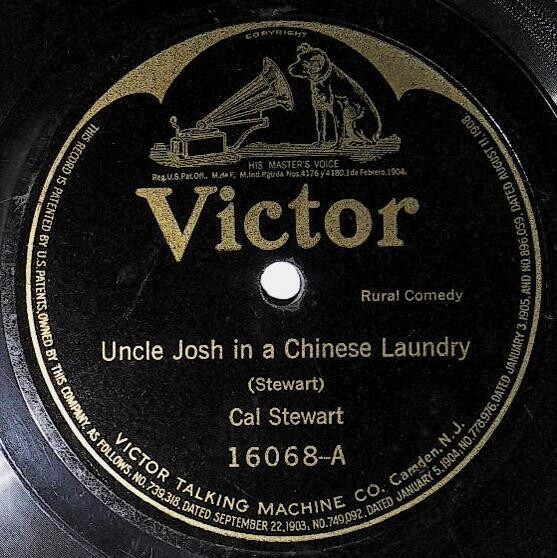 COPYRIGHT
HIS MASTER'S VOICE
Reg.U.S.Pat.Off., M.de F. M.Ind.Rgtrda Nos.4176 y 4180,1 de Febrero.1904.
Victor
Rural Comedy
Uncle Josh in a Chinese Laundry
(Stewart)
Cal Stewart
16068-A
VICTOR TALKING MACHINE CO. Camden, N.J.
THIS RECORD IS PATENTED BY U.S. PATENTS, OWNED BY THIS COMPANY, AS FOLLOWS, NO. 739,318, DATED SEPTEMBER 22, 1903, NO. 749,092, DATED JANUARY 5, 1904, NO. 778,976, DATED JANUARY 3, 1905, AND NO. 896,059, DATED AUGUST 11, 1908